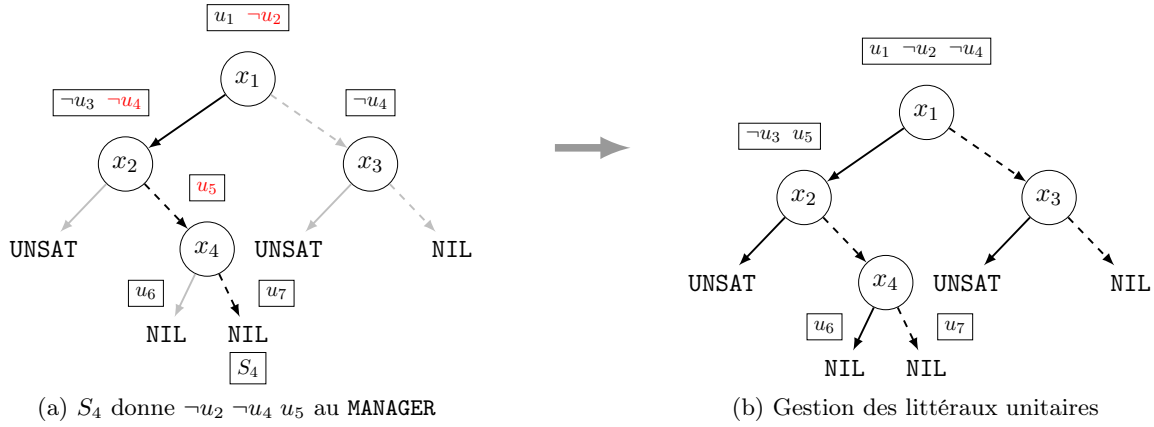 u₁ ¬u₂
x₁
¬u₃ ¬u₄
¬u₄
x₂
x₃
u₅
UNSAT
x₄
UNSAT
NIL
u₆
u₇
NIL
NIL
S₄
(a) S₄ donne ¬u₂ ¬u₄ u₅ au MANAGER
u₁ ¬u₂ ¬u₄
x₁
¬u₃ u₅
x₂
x₃
UNSAT
x₄
UNSAT
NIL
u₆
u₇
NIL
NIL
(b) Gestion des littéraux unitaires